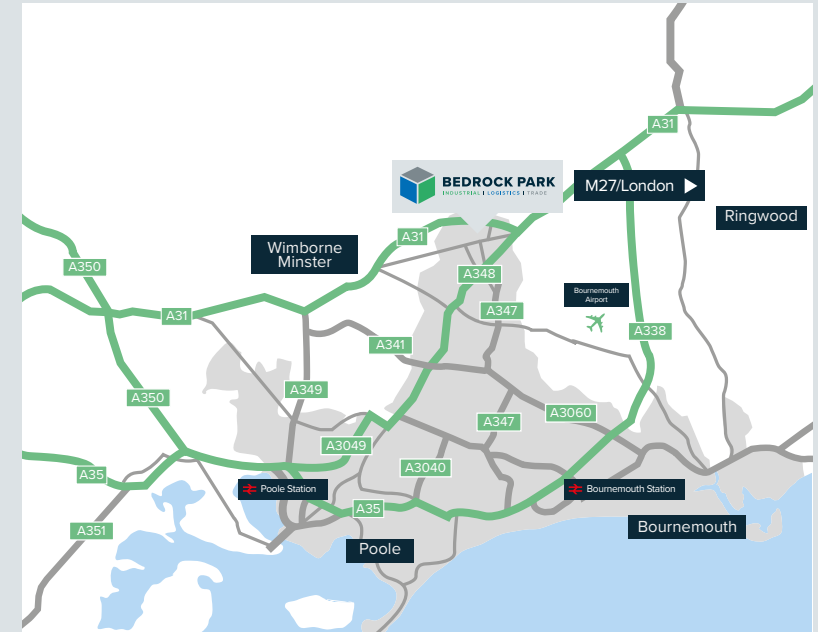 A31
BEDROCK PARK
INDUSTRIAL | LOGISTICS | TRADE
M27/London
Ringwood
A31
Wimborne
Minster
A350
A348
Bournemouth
Airport
A347
A31
A338
A341
A349
A350
A3060
A347
A3049
A3040
A35
Poole Station
Bournemouth Station
A35
A351
Bournemouth
Poole